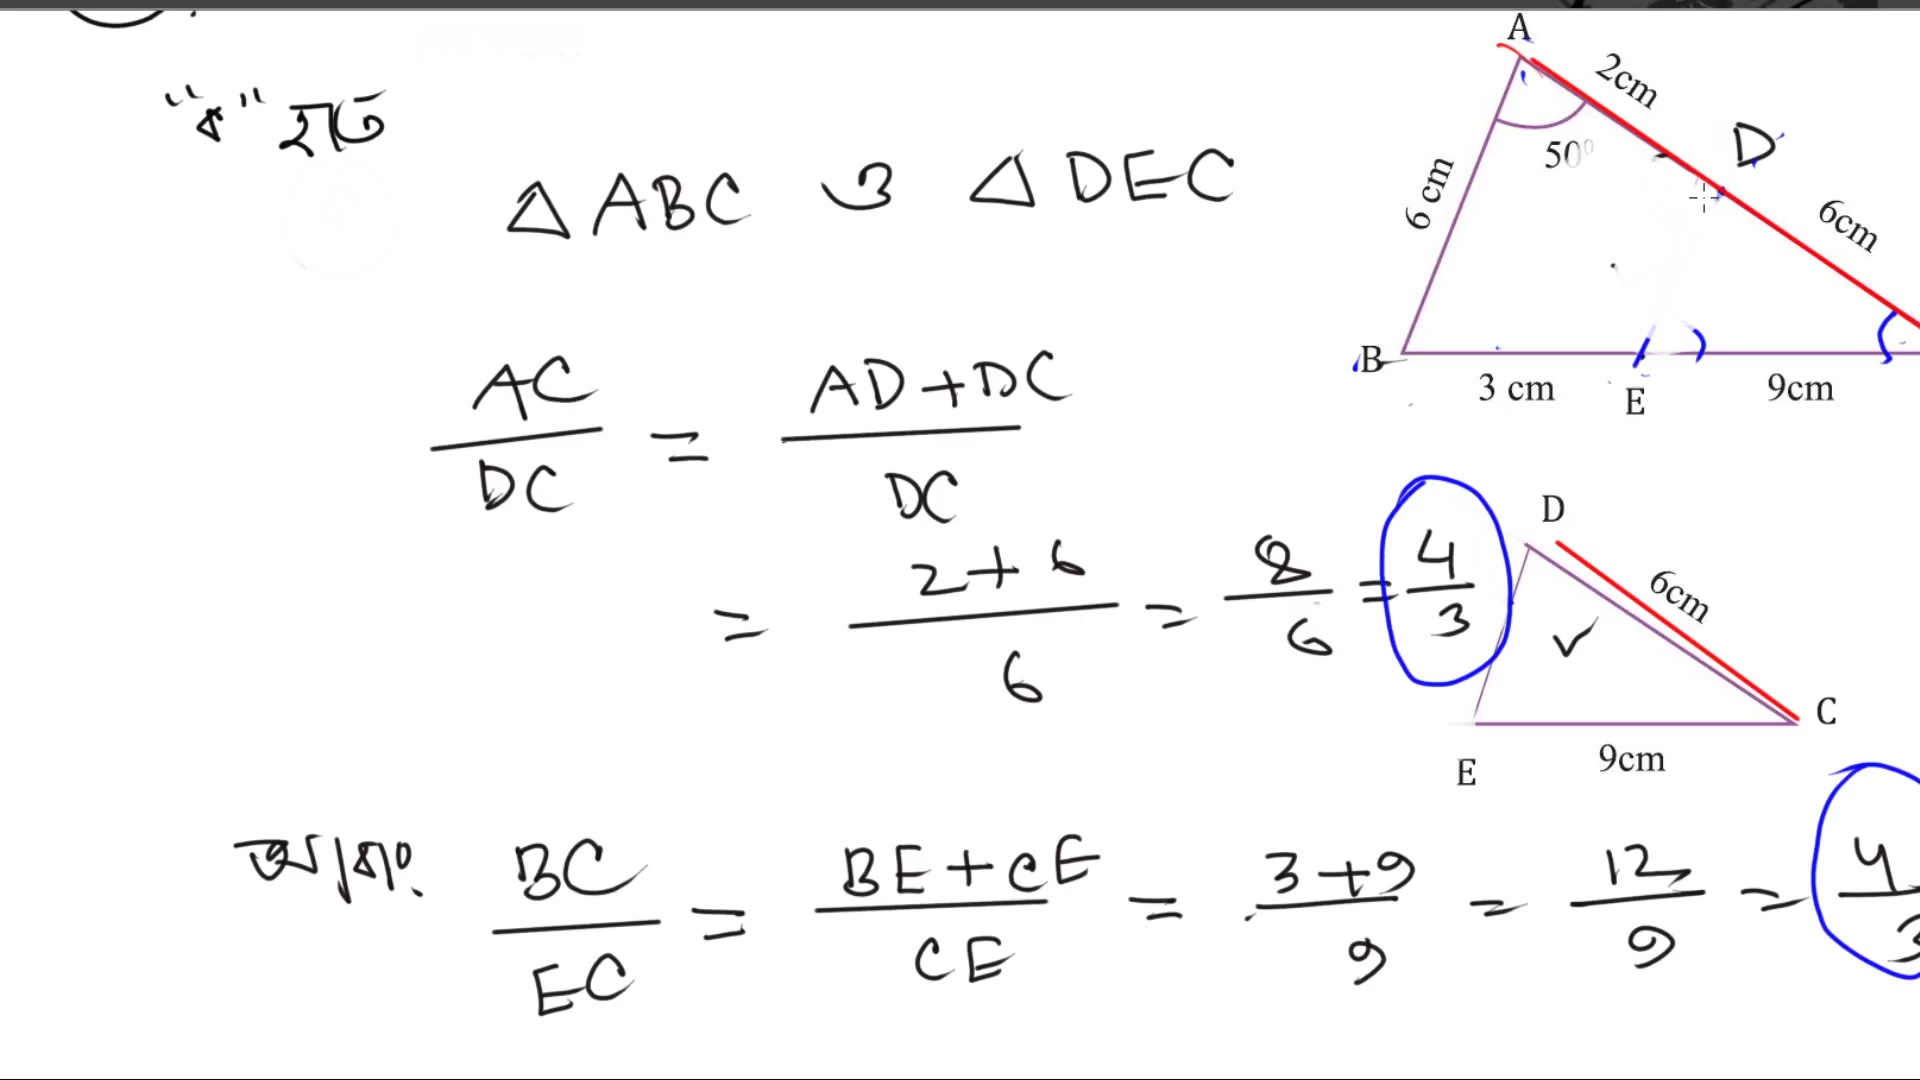 "ক" হতে
△ABC ও △DEC
AC/DC = AD+DC/DC
= 2+6/6 = 8/6 = 4/3
আবার, BC/EC = BE+CE/CE = 3+9/9 = 12/9 = 4/3
A
2cm
D
50⁰
6 cm
6cm
B
3 cm
E
9cm
D
6cm
C
E
9cm